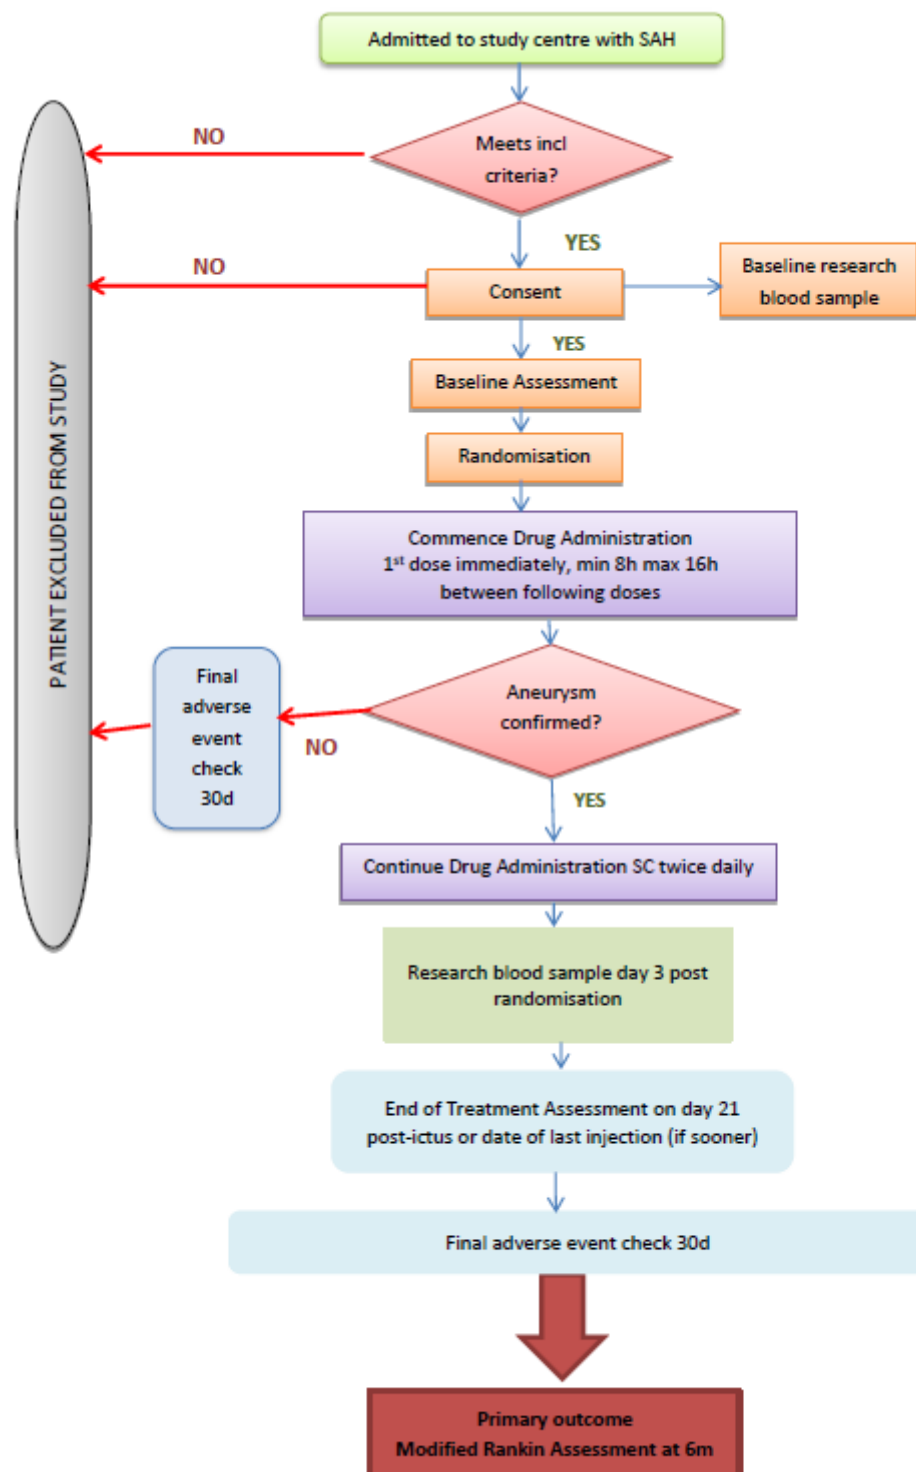 Admitted to study centre with SAH
NO
Meets incl
criteria?
YES
NO
Consent
Baseline research
blood sample
YES
Baseline Assessment
Randomisation
Commence Drug Administration
1st dose immediately, min 8h max 16h
between following doses
PATIENT EXCLUDED FROM STUDY
Final
adverse
event
check
30d
NO
Aneurysm
confirmed?
YES
Continue Drug Administration SC twice daily
Research blood sample day 3 post
randomisation
End of Treatment Assessment on day 21
post-ictus or date of last injection (if sooner)
Final adverse event check 30d
Primary outcome
Modified Rankin Assessment at 6m